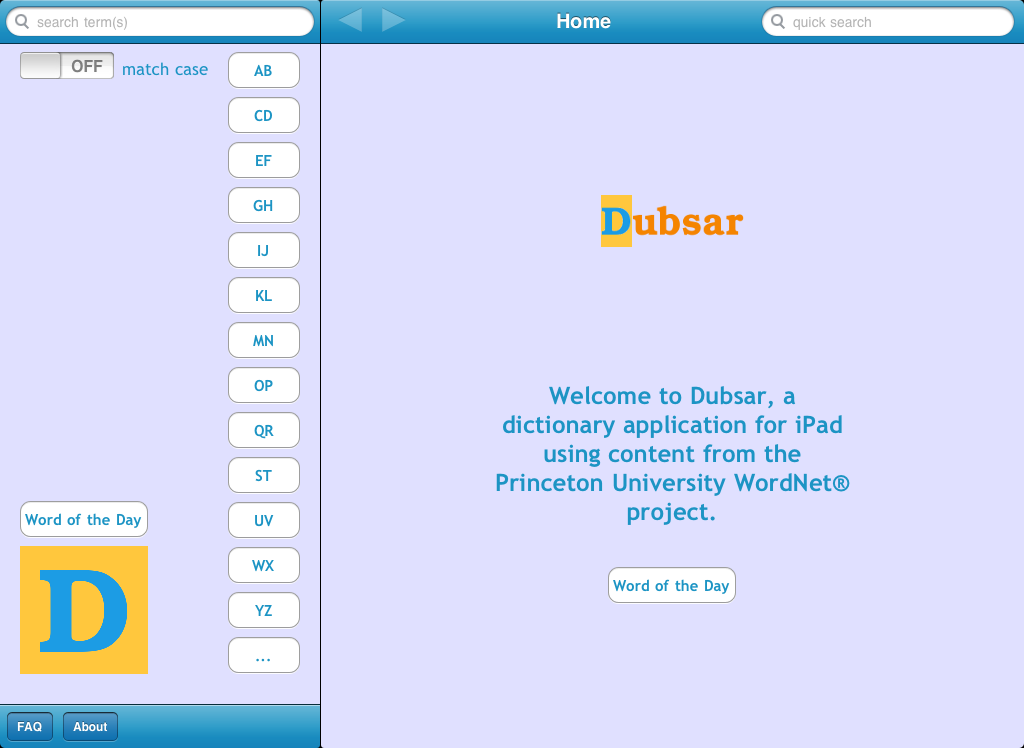 search term(s)
OFF
match case
AB
CD
EF
GH
IJ
KL
MN
OP
QR
ST
UV
WX
YZ
...
Word of the Day
D
FAQ
About
Home
quick search
Dubsar
Welcome to Dubsar, a
dictionary application for iPad
using content from the
Princeton University WordNet®
project.
Word of the Day